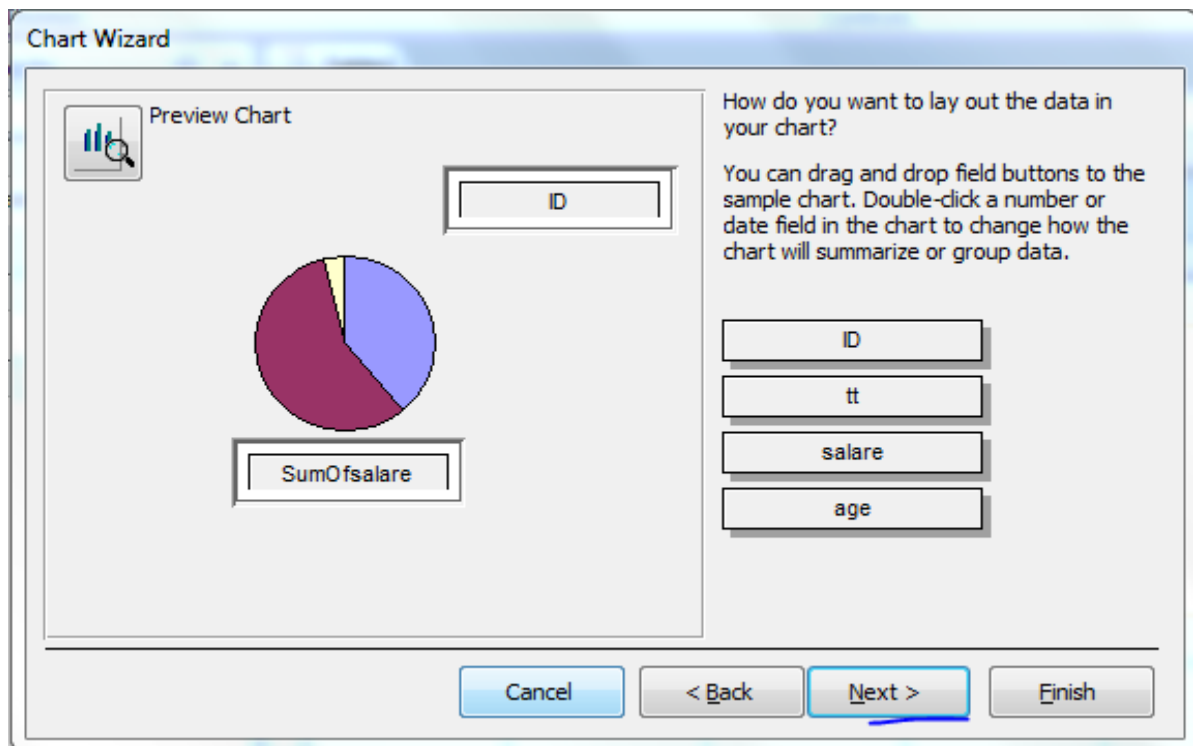 Chart Wizard
Preview Chart
ID
SumOfsalare
How do you want to lay out the data in
your chart?
You can drag and drop field buttons to the
sample chart. Double-click a number or
date field in the chart to change how the
chart will summarize or group data.
ID
tt
salare
age
Cancel
< Back
Next >
Finish